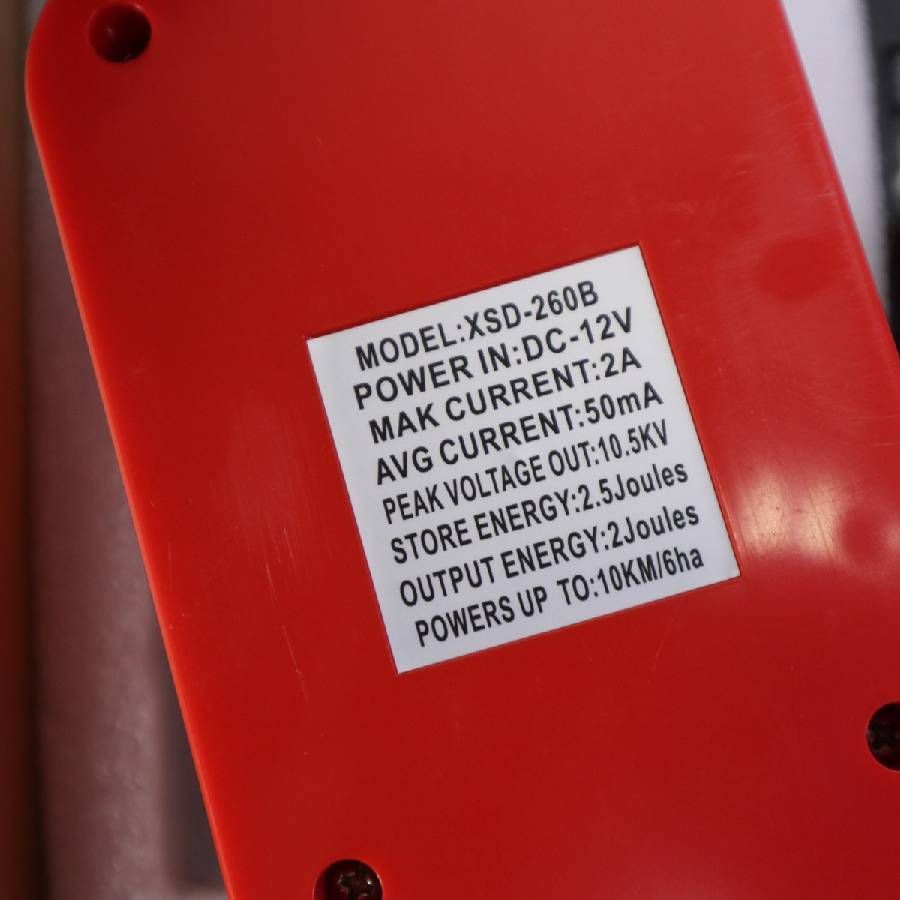 MODEL:XSD-260B
POWER IN:DC-12V
MAK CURRENT:2A
AVG CURRENT:50mA
PEAK VOLTAGE OUT:10.5KV
STORE ENERGY:2.5Joules
OUTPUT ENERGY:2Joules
POWERS UP TO:10KM/6ha